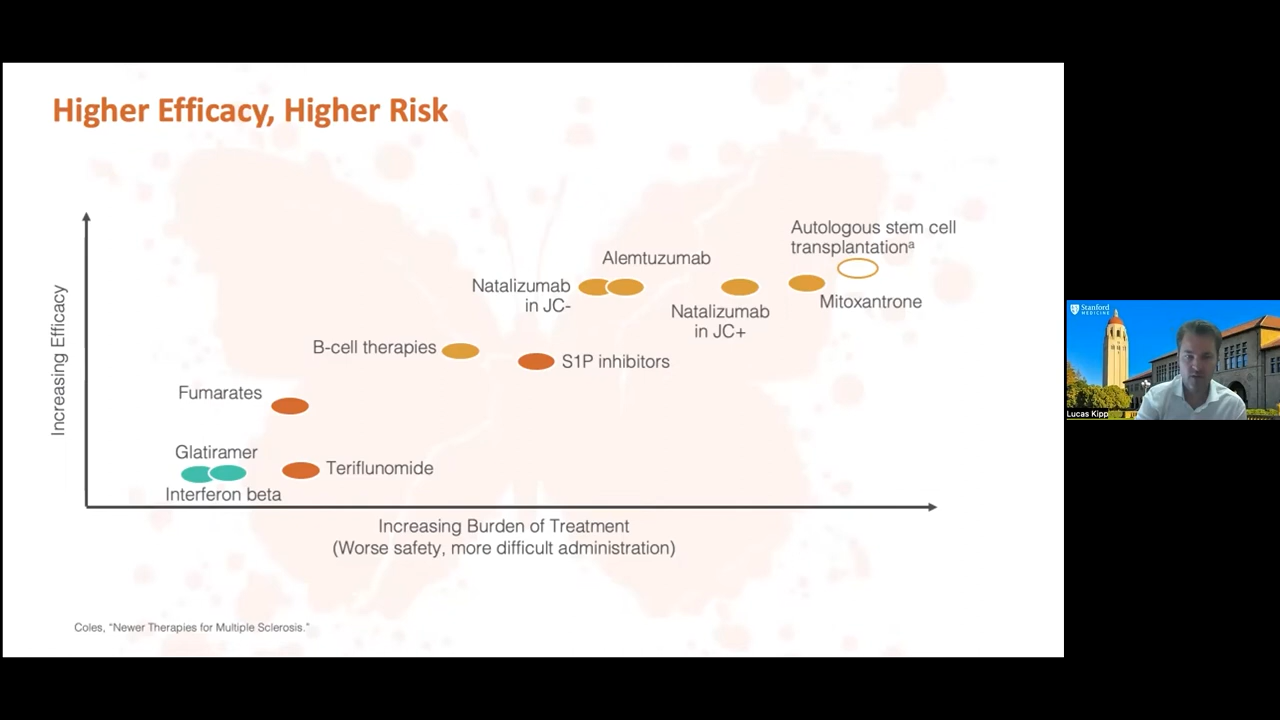 Higher Efficacy, Higher Risk
Increasing Efficacy
Autologous stem cell
transplantationᵃ
Alemtuzumab
Natalizumab
in JC-
Mitoxantrone
Natalizumab
in JC+
B-cell therapies
S1P inhibitors
Fumarates
Glatiramer
Teriflunomide
Interferon beta
Increasing Burden of Treatment
(Worse safety, more difficult administration)
Coles, "Newer Therapies for Multiple Sclerosis."
Stanford
MEDICINE
Lucas Kipp